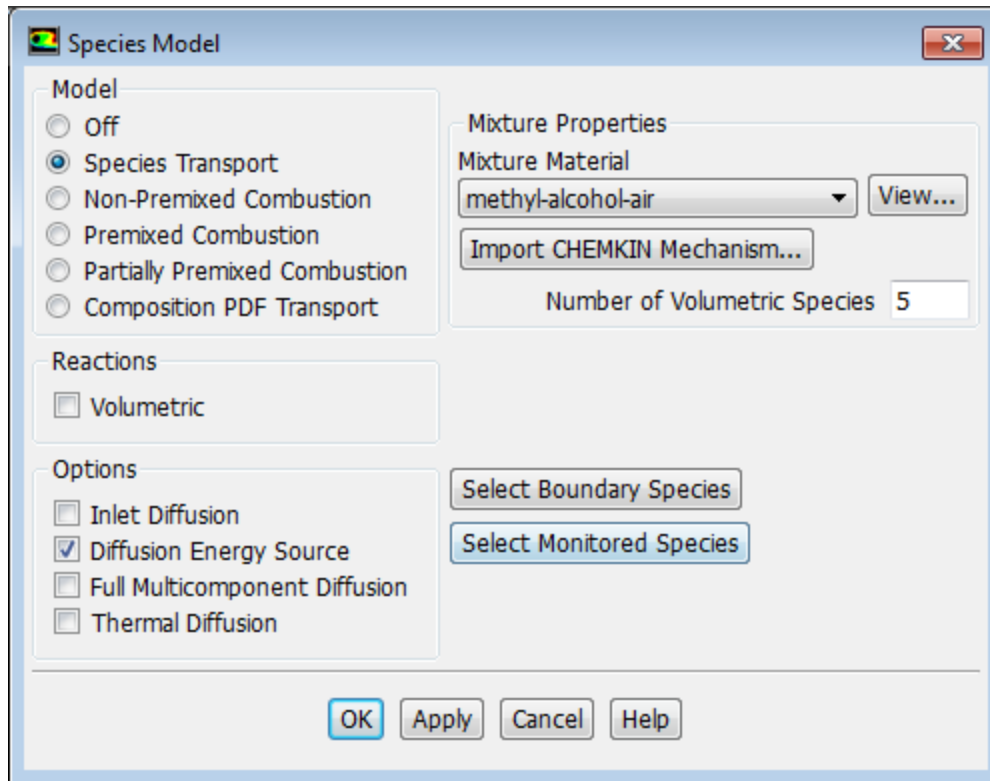 Species Model
Model
Off
Species Transport
Non-Premixed Combustion
Premixed Combustion
Partially Premixed Combustion
Composition PDF Transport
Mixture Properties
Mixture Material
methyl-alcohol-air
View...
Import CHEMKIN Mechanism...
Number of Volumetric Species 5
Reactions
Volumetric
Options
Inlet Diffusion
Diffusion Energy Source
Full Multicomponent Diffusion
Thermal Diffusion
Select Boundary Species
Select Monitored Species
OK Apply Cancel Help